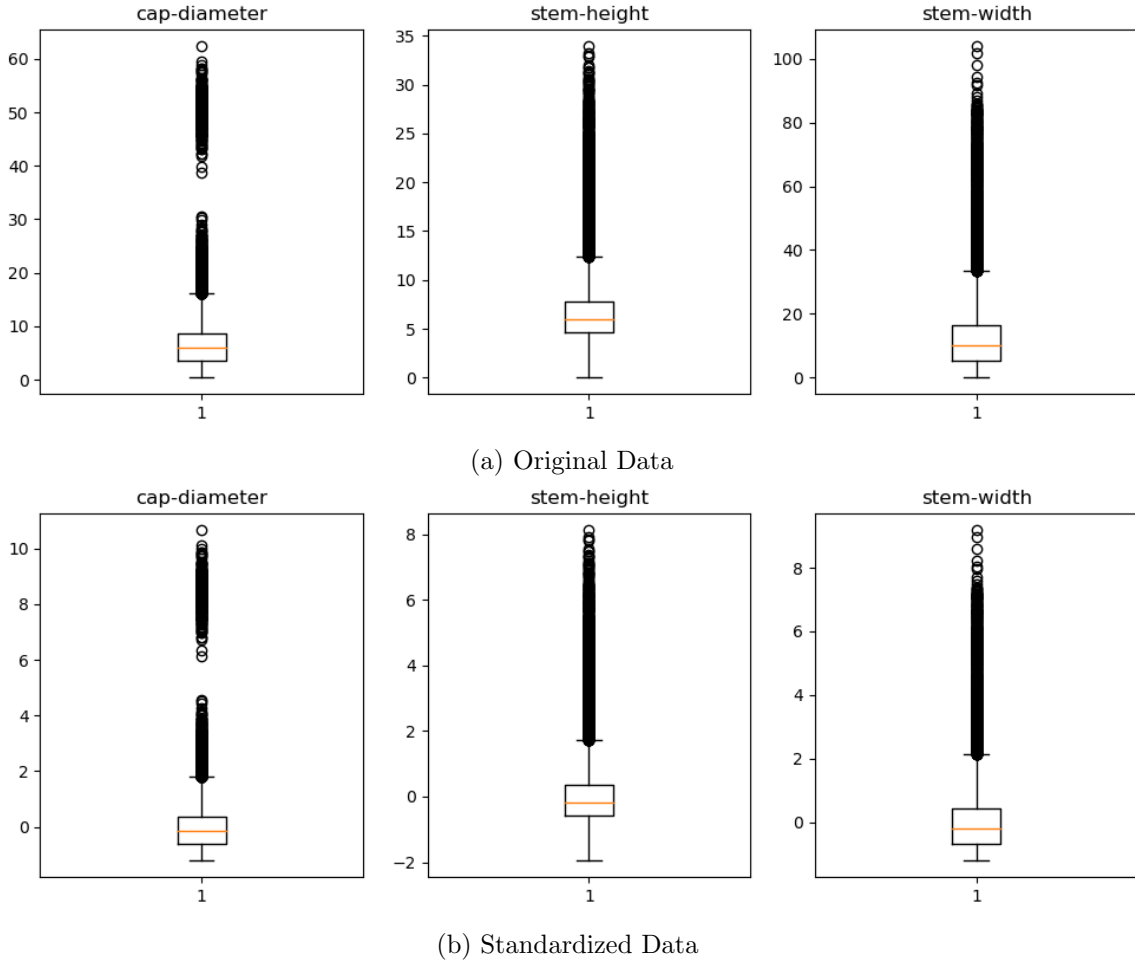 cap-diameter stem-height stem-width
60 35 100
50 30 80
40 25 60
30 20 40
20 15 20
10 10 0
0 5
0
1 1 1
(a) Original Data
cap-diameter stem-height stem-width
10 8 8
8 6 6
6 4 4
4 2 2
2 0 0
0 −2
1 1 1
(b) Standardized Data